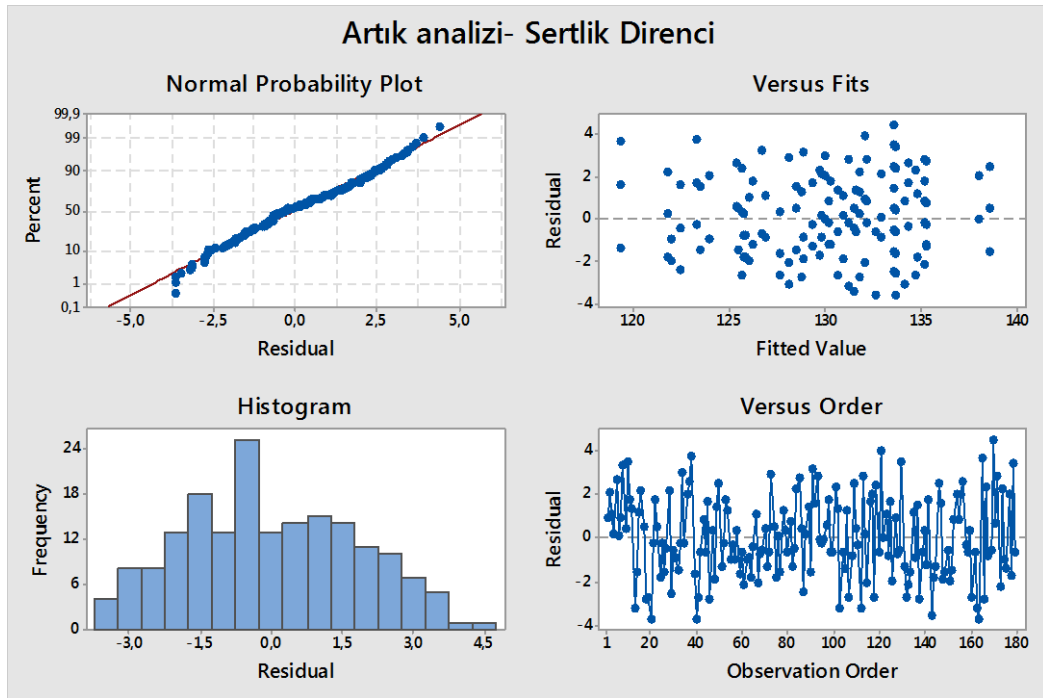 Artık analizi- Sertlik Direnci
Normal Probability Plot
Percent
99,9
99
90
50
10
1
0,1
-5,0 -2,5 0,0 2,5 5,0
Residual
Versus Fits
Residual
4
2
0
-2
-4
120 125 130 135 140
Fitted Value
Histogram
Frequency
24
18
12
6
0
-3,0 -1,5 0,0 1,5 3,0 4,5
Residual
Versus Order
Residual
4
2
0
-2
-4
1 20 40 60 80 100 120 140 160 180
Observation Order